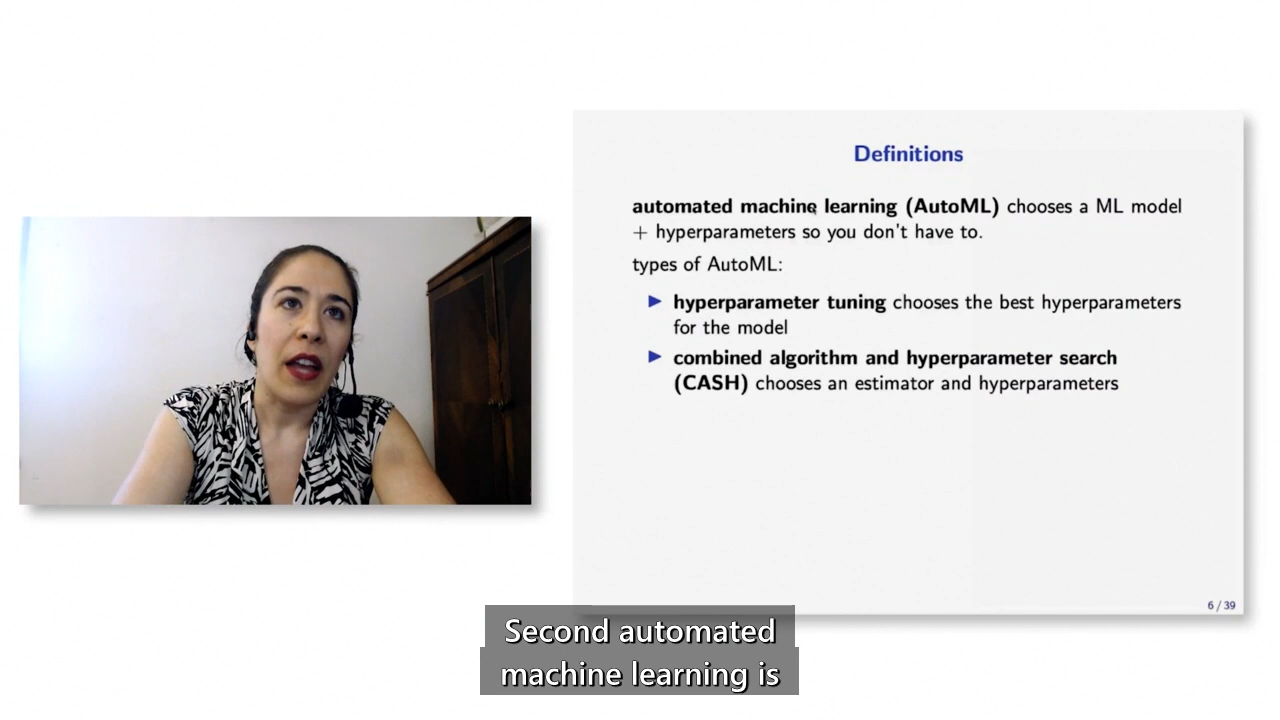 Definitions
automated machine learning (AutoML) chooses a ML model
+ hyperparameters so you don't have to.
types of AutoML:
▶ hyperparameter tuning chooses the best hyperparameters
for the model
▶ combined algorithm and hyperparameter search
(CASH) chooses an estimator and hyperparameters
6 / 39
Second automated
machine learning is